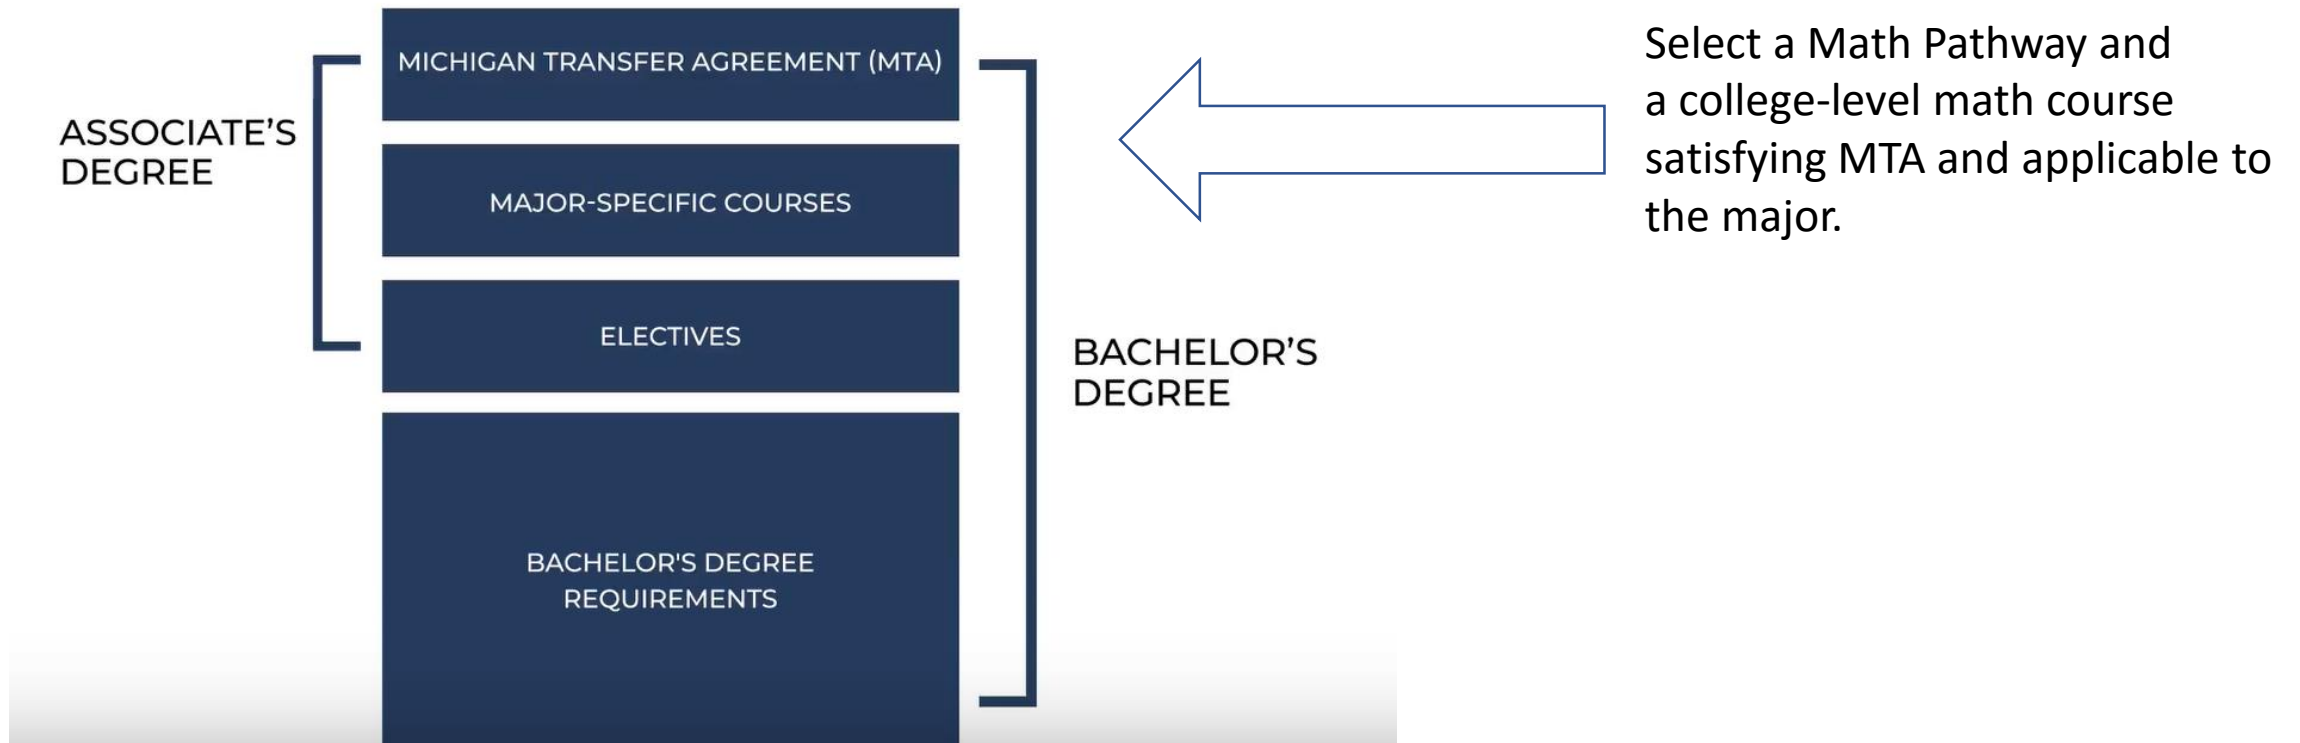 MICHIGAN TRANSFER AGREEMENT (MTA)
ASSOCIATE’S
DEGREE
MAJOR-SPECIFIC COURSES
ELECTIVES
BACHELOR'S DEGREE
REQUIREMENTS
BACHELOR’S
DEGREE
Select a Math Pathway and
a college-level math course
satisfying MTA and applicable to
the major.